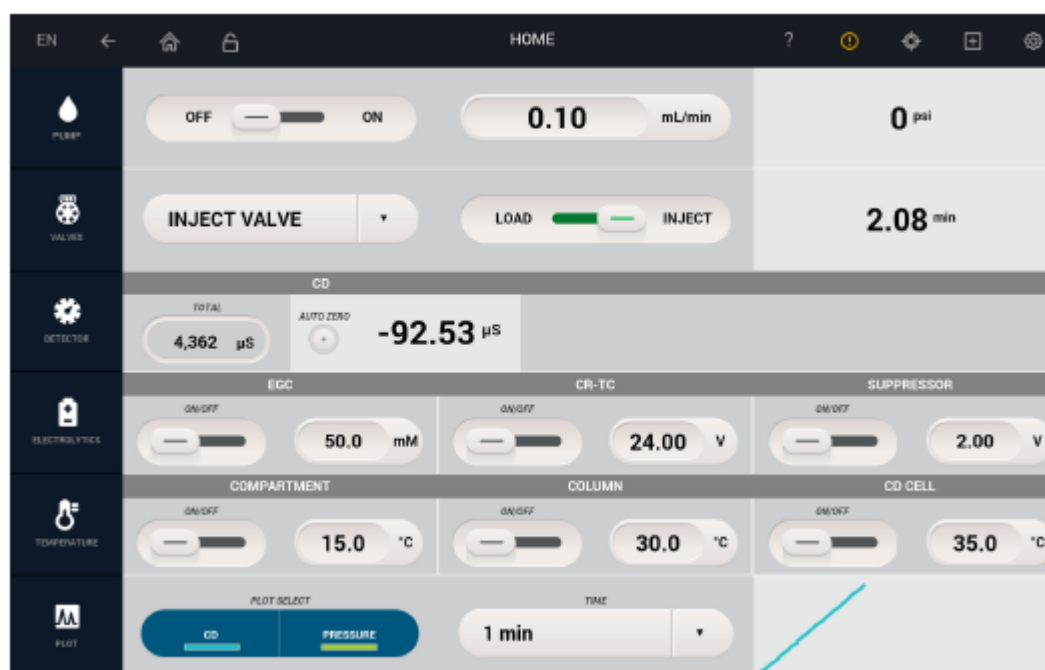 EN HOME ?
PUMP OFF ON 0.10 mL/min 0 psi
VALVES INJECT VALVE LOAD INJECT 2.08 min
CD
DETECTOR TOTAL 4,362 µS AUTO ZERO -92.53 µS
EGC CR-TC SUPPRESSOR
ON/OFF ON/OFF ON/OFF
ELECTROLYTICS 50.0 mM 24.00 V 2.00 V
COMPARTMENT COLUMN CD CELL
ON/OFF ON/OFF ON/OFF
TEMPERATURE 15.0 °C 30.0 °C 35.0 °C
PLOT SELECT TIME
PLOT CD PRESSURE 1 min